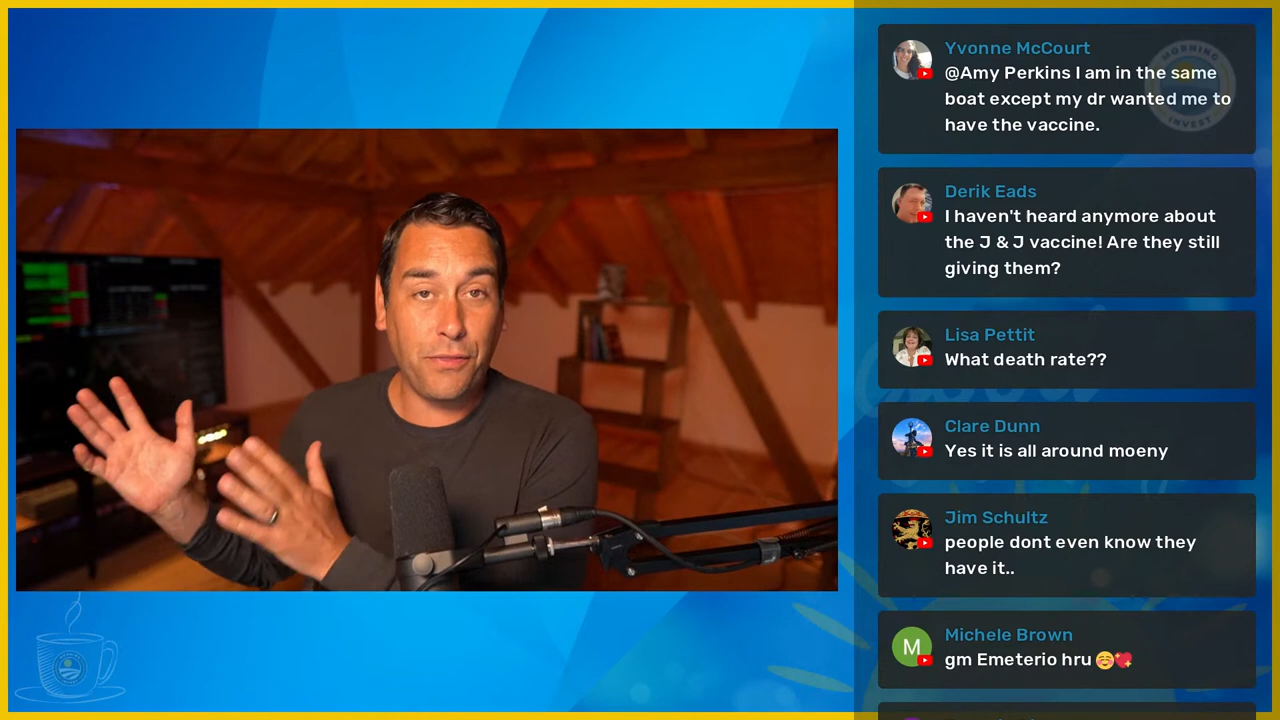 Yvonne McCourt
@Amy Perkins I am in the same
boat except my dr wanted me to
have the vaccine.
MORNING
INVEST
Derik Eads
I haven't heard anymore about
the J & J vaccine! Are they still
giving them?
Lisa Pettit
What death rate??
Clare Dunn
Yes it is all around moeny
Jim Schultz
people dont even know they
have it..
M
Michele Brown
gm Emeterio hru ☺️💖